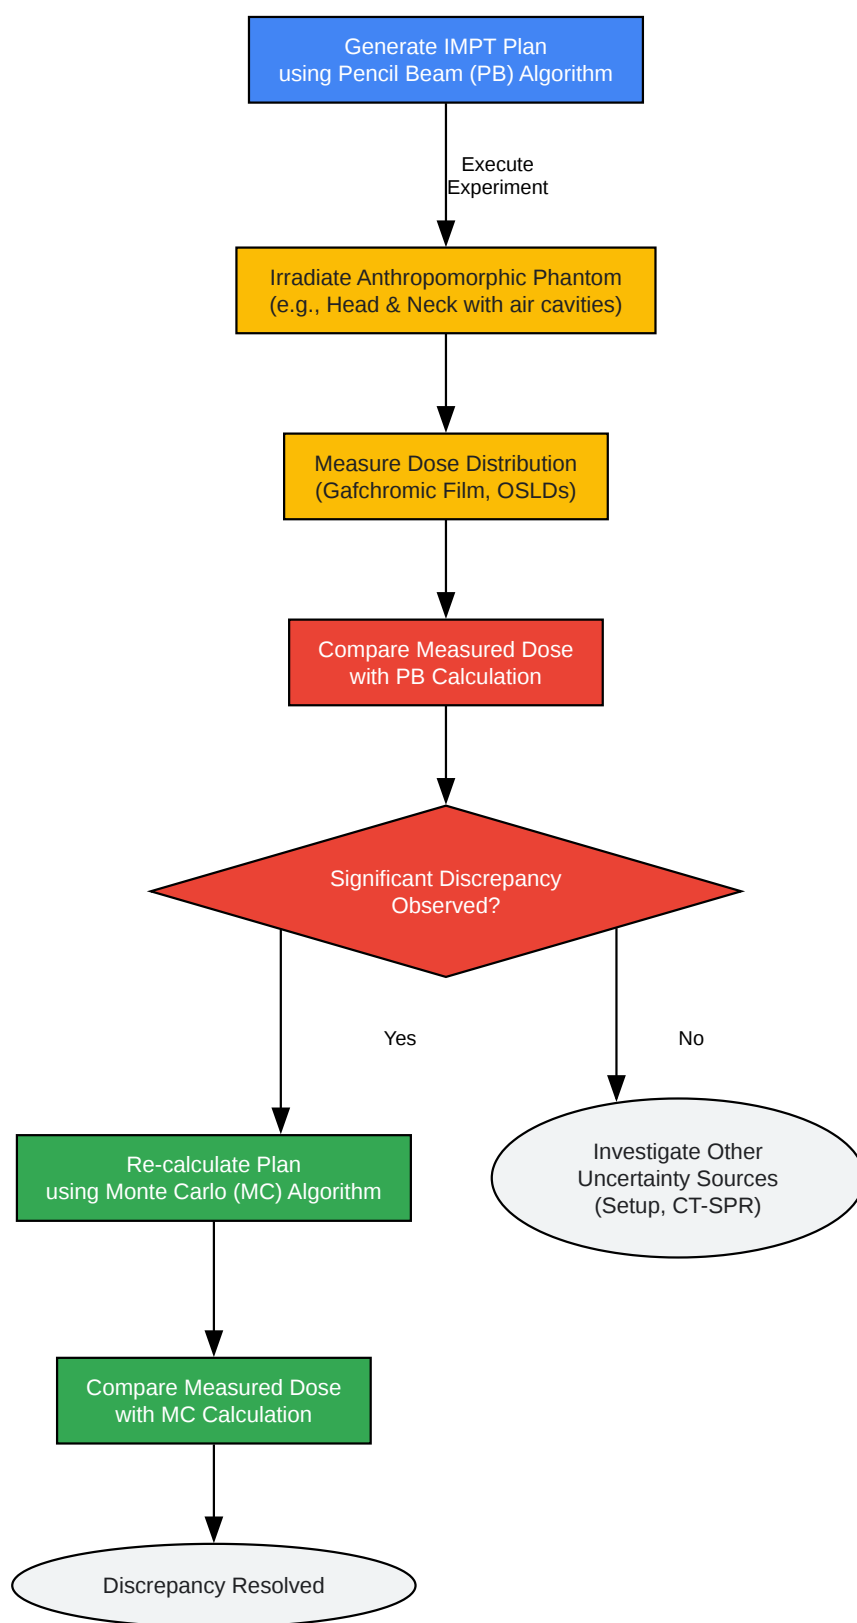 Generate IMPT Plan
using Pencil Beam (PB) Algorithm
Execute
Experiment
Irradiate Anthropomorphic Phantom
(e.g., Head & Neck with air cavities)
Measure Dose Distribution
(Gafchromic Film, OSLDs)
Compare Measured Dose
with PB Calculation
Significant Discrepancy
Observed?
Yes
No
Re-calculate Plan
using Monte Carlo (MC) Algorithm
Investigate Other
Uncertainty Sources
(Setup, CT-SPR)
Compare Measured Dose
with MC Calculation
Discrepancy Resolved